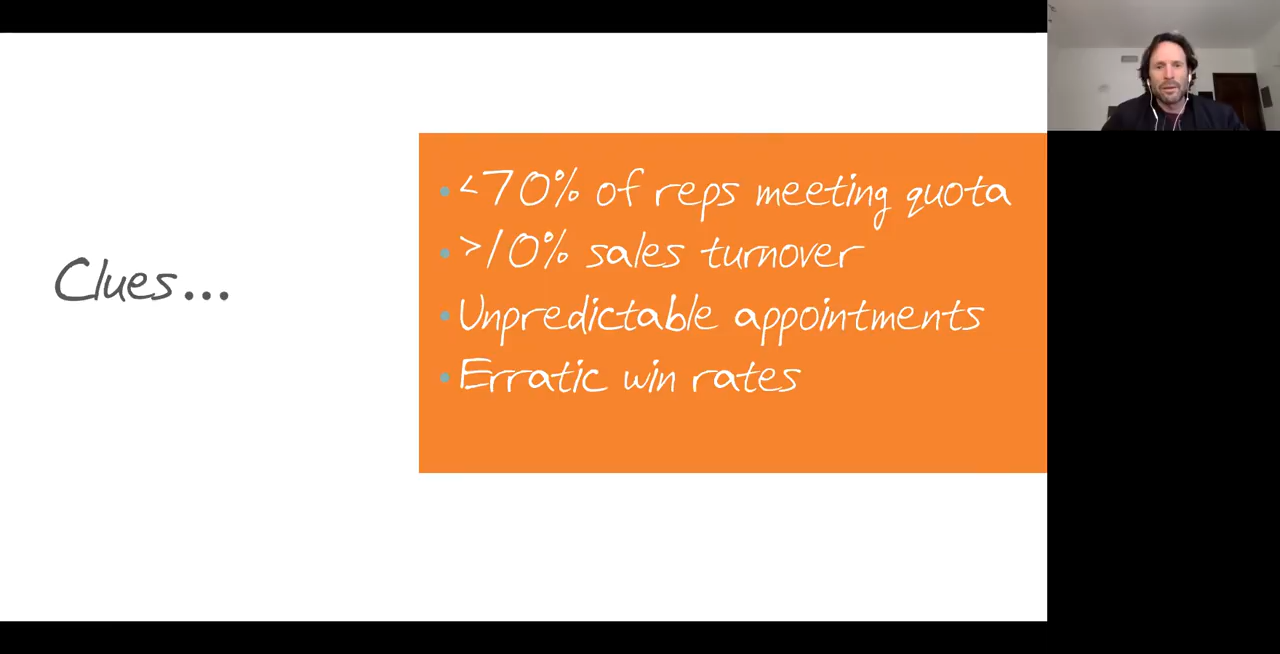 Clues...
<70% of reps meeting quota
>10% sales turnover
Unpredictable appointments
Erratic win rates